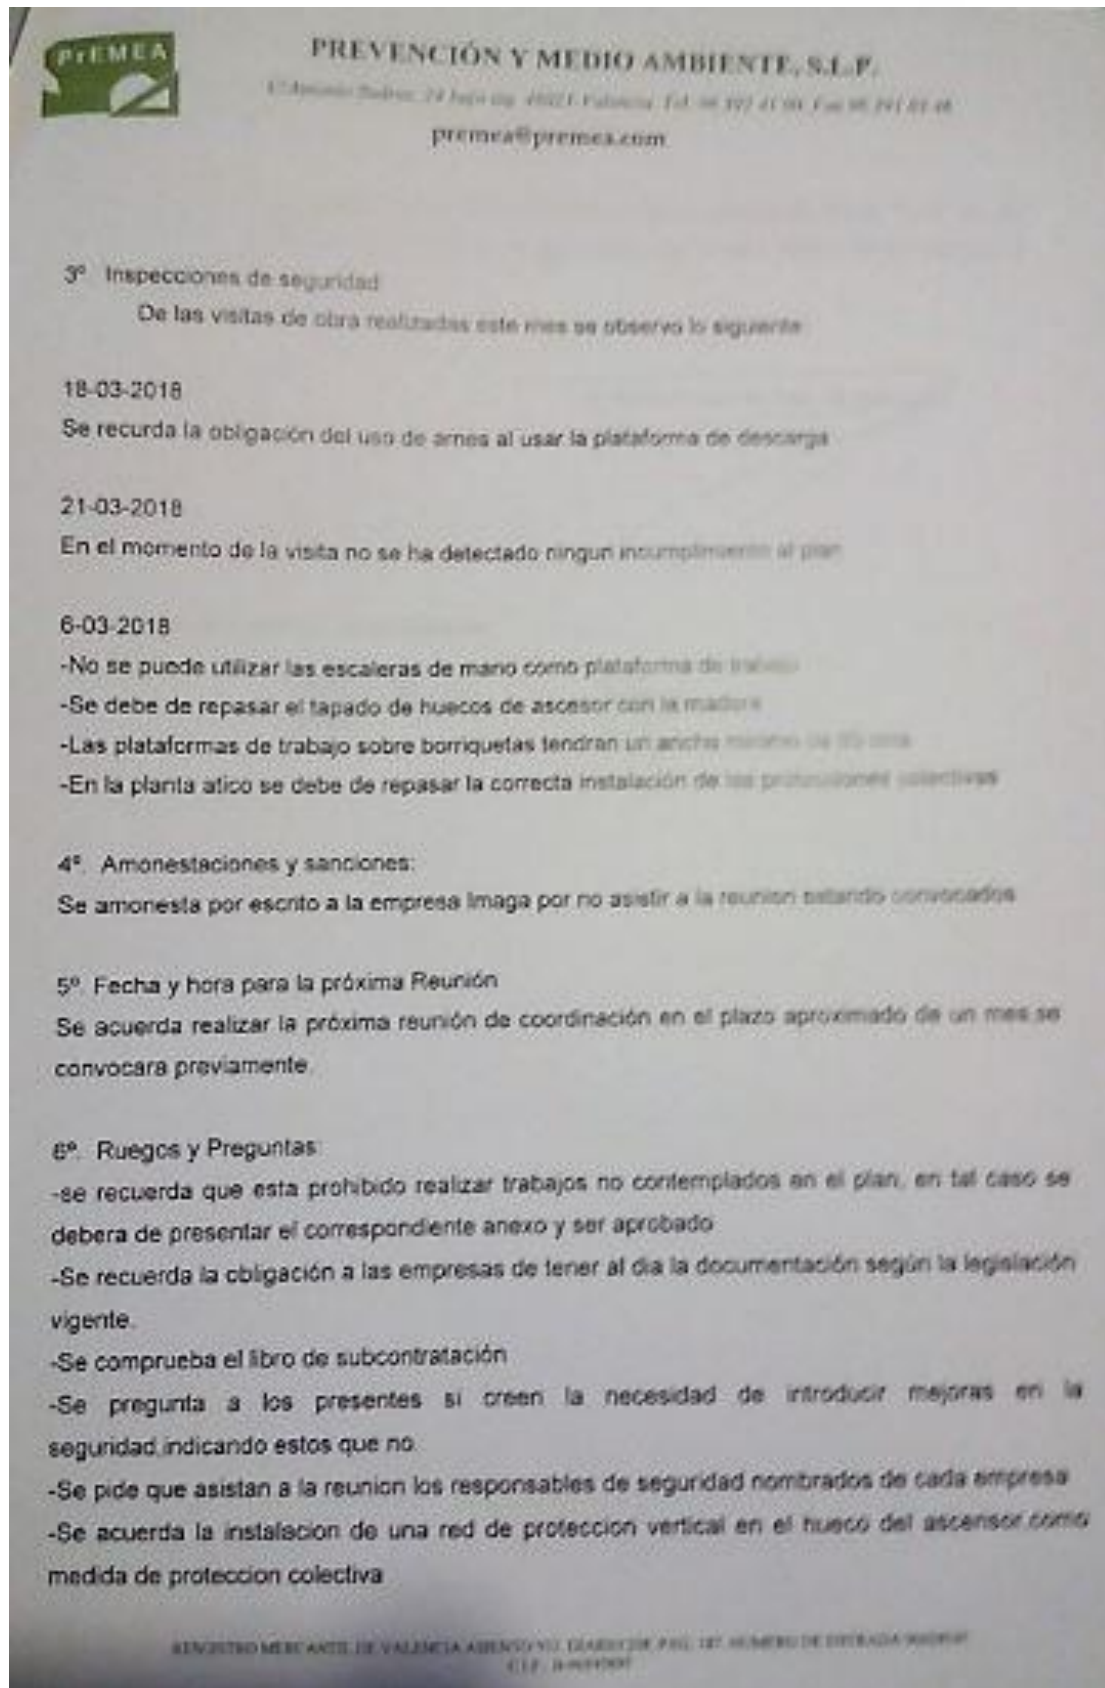 PrEMEA
PREVENCIÓN Y MEDIO AMBIENTE, S.L.P.
premea@premea.com
3º Inspecciones de seguridad
De las visitas de obra realizadas este mes se observo lo siguiente
18-03-2018
Se recurda la obligación del uso de arnes al usar la plataforma de descarga
21-03-2018
En el momento de la visita no se ha detectado ningun incumplimiento al plan
6-03-2018
-No se puede utilizar las escaleras de mano como plataforma de trabajo
-Se debe de repasar el tapado de huecos de ascesor con la madera
-Las plataformas de trabajo sobre borriquetas tendran un ancho minimo de
-En la planta atico se debe de repasar la correcta instalación de las protecciones colectivas
4º. Amonestaciones y sanciones:
Se amonesta por escrito a la empresa Imaga por no asistir a la reunion estando convocados
5º. Fecha y hora para la próxima Reunión
Se acuerda realizar la próxima reunión de coordinación en el plazo aproximado de un mes se
convocara previamente.
6º. Ruegos y Preguntas:
-se recuerda que esta prohibido realizar trabajos no contemplados en el plan, en tal caso se
debera de presentar el correspondiente anexo y ser aprobado
-Se recuerda la obligación a las empresas de tener al dia la documentación según la legislación
vigente.
-Se comprueba el libro de subcontratación
-Se pregunta a los presentes si creen la necesidad de introducir mejoras en la
seguridad,indicando estos que no.
-Se pide que asistan a la reunion los responsables de seguridad nombrados de cada empresa
-Se acuerda la instalacion de una red de proteccion vertical en el hueco del ascensor como
medida de proteccion colectiva
REGISTRO MERCANTIL DE VALENCIA